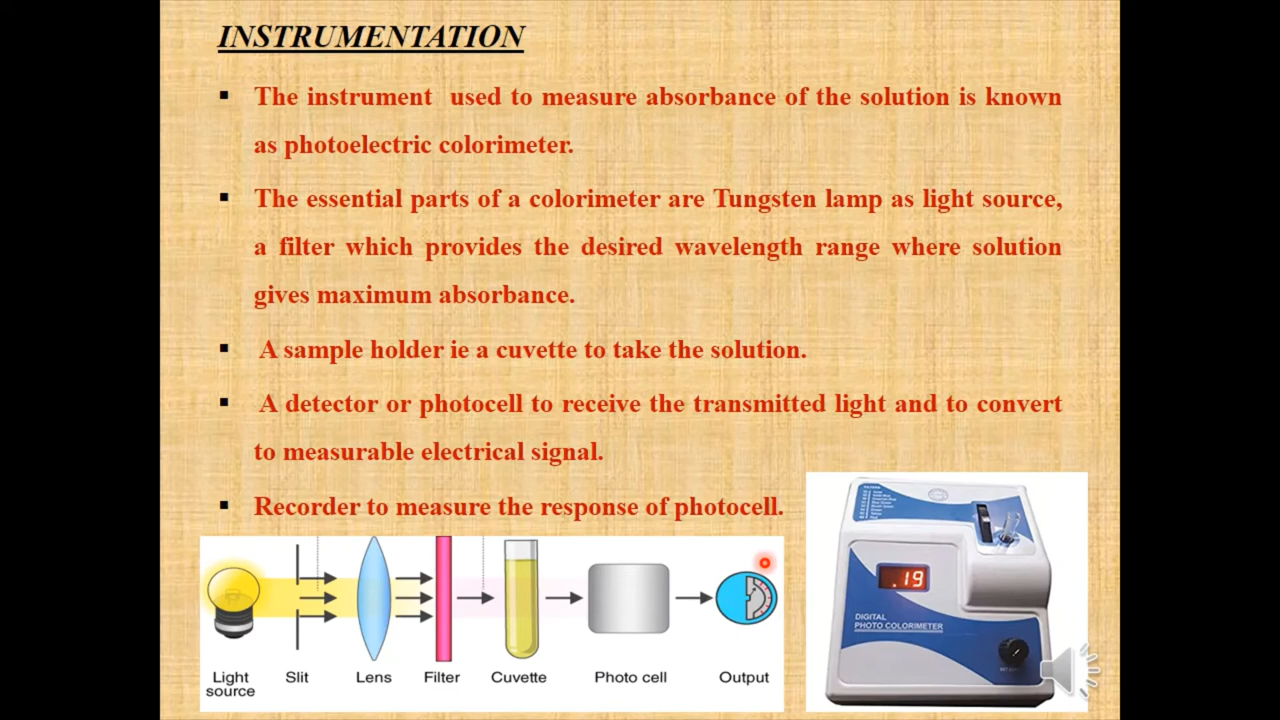 INSTRUMENTATION
▪ The instrument used to measure absorbance of the solution is known
as photoelectric colorimeter.
▪ The essential parts of a colorimeter are Tungsten lamp as light source,
a filter which provides the desired wavelength range where solution
gives maximum absorbance.
▪ A sample holder ie a cuvette to take the solution.
▪ A detector or photocell to receive the transmitted light and to convert
to measurable electrical signal.
▪ Recorder to measure the response of photocell.
Light
source
Slit
Lens
Filter
Cuvette
Photo cell
Output
.19
DIGITAL
PHOTO COLORIMETER